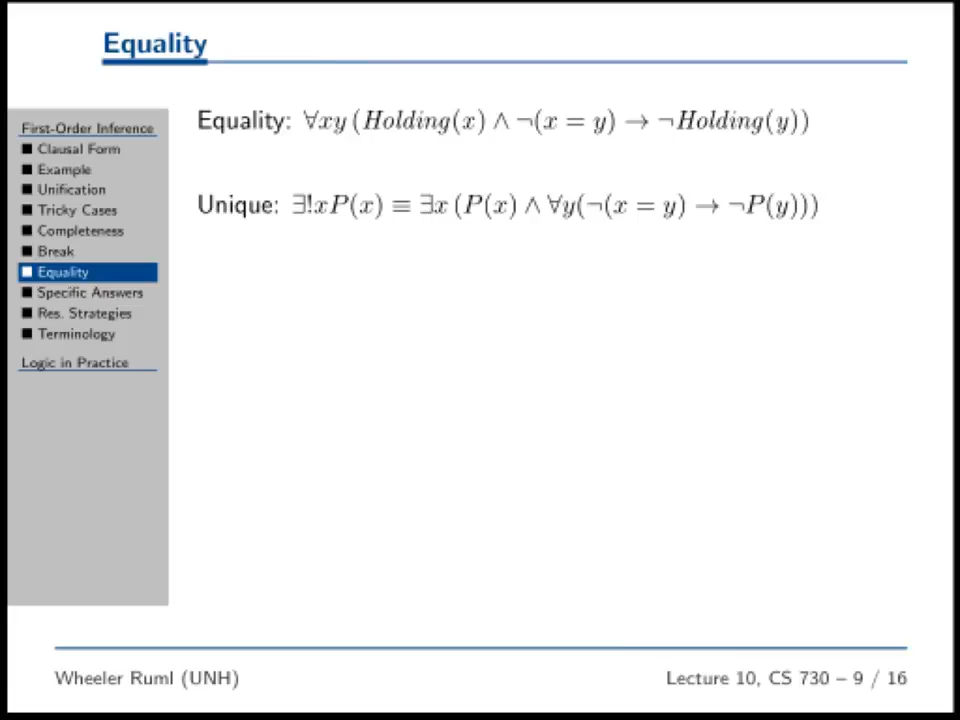 Equality
First-Order Inference
Clausal Form
Example
Unification
Tricky Cases
Completeness
Break
Equality
Specific Answers
Res. Strategies
Terminology
Logic in Practice
Equality: ∀xy (Holding(x) ∧ ¬(x = y) → ¬Holding(y))
Unique: ∃!xP(x) ≡ ∃x (P(x) ∧ ∀y(¬(x = y) → ¬P(y)))
Wheeler Ruml (UNH)
Lecture 10, CS 730 – 9 / 16